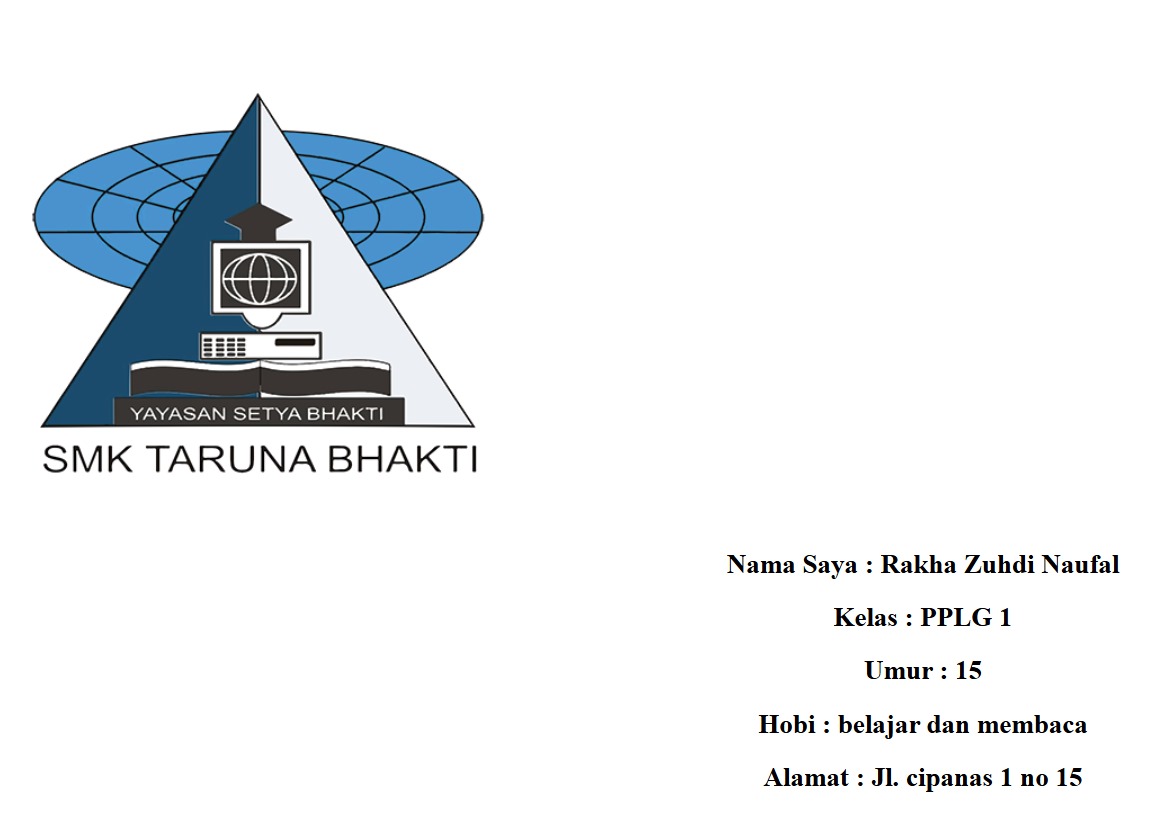 YAYASAN SETYA BHAKTI
SMK TARUNA BHAKTI
Nama Saya : Rakha Zuhdi Naufal
Kelas : PPLG 1
Umur : 15
Hobi : belajar dan membaca
Alamat : Jl. cipanas 1 no 15